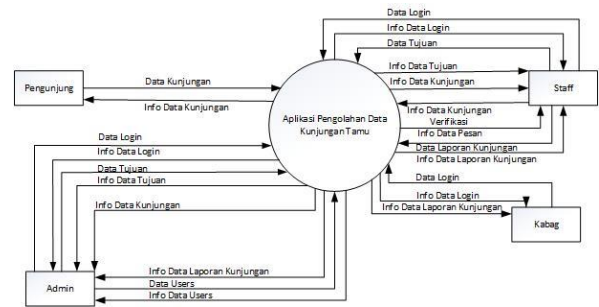 Data Login
Info Data Login
Data Tujuan
Info Data Tujuan
Info Data Kunjungan
Staff
Info Data Kunjungan
Verifikasi
Info Data Pesan
Data Laporan Kunjungan
Info Data Laporan Kunjungan
Pengunjung
Data Kunjungan
Info Data Kunjungan
Aplikasi Pengolahan Data
Kunjungan Tamu
Data Login
Info Data Login
Data Tujuan
Info Data Tujuan
Info Data Kunjungan
Info Data Laporan Kunjungan
Data Users
Info Data Users
Admin
Data Login
Info Data Login
Info Data Laporan Kunjungan
Kabag